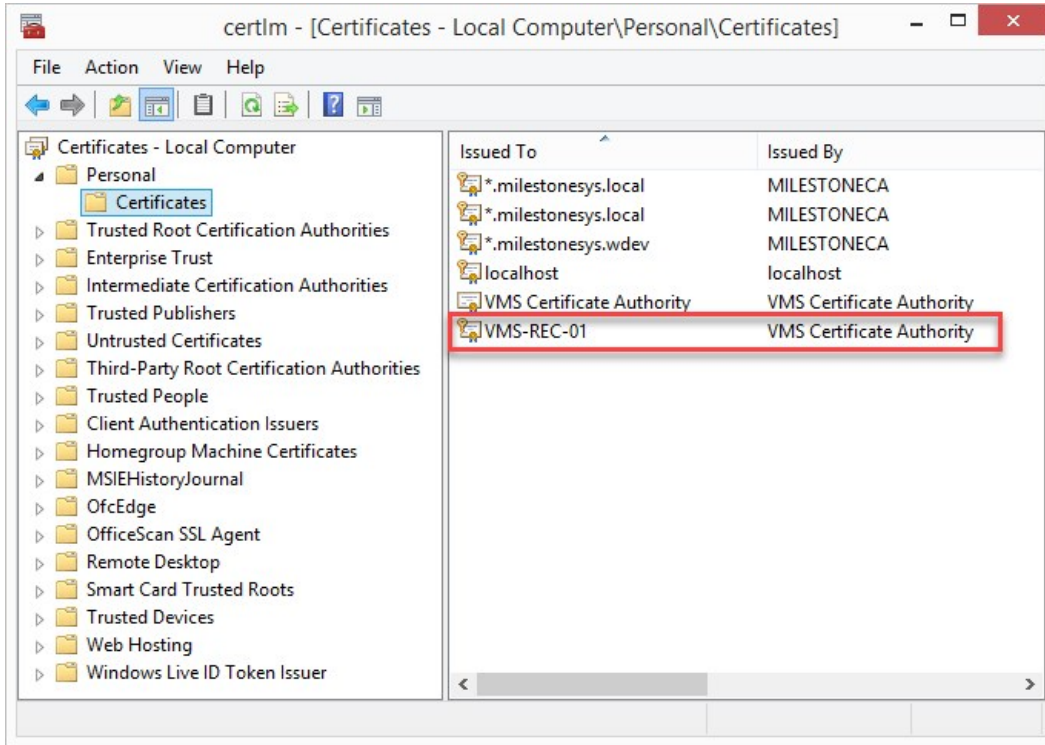 certlm - [Certificates - Local Computer\Personal\Certificates]
File Action View Help
Certificates - Local Computer
Personal
Certificates
Trusted Root Certification Authorities
Enterprise Trust
Intermediate Certification Authorities
Trusted Publishers
Untrusted Certificates
Third-Party Root Certification Authorities
Trusted People
Client Authentication Issuers
Homegroup Machine Certificates
MSIEHistoryJournal
OfcEdge
OfficeScan SSL Agent
Remote Desktop
Smart Card Trusted Roots
Trusted Devices
Web Hosting
Windows Live ID Token Issuer
Issued To Issued By
*.milestonesys.local MILESTONECA
*.milestonesys.local MILESTONECA
*.milestonesys.wdev MILESTONECA
localhost localhost
VMS Certificate Authority VMS Certificate Authority
VMS-REC-01 VMS Certificate Authority